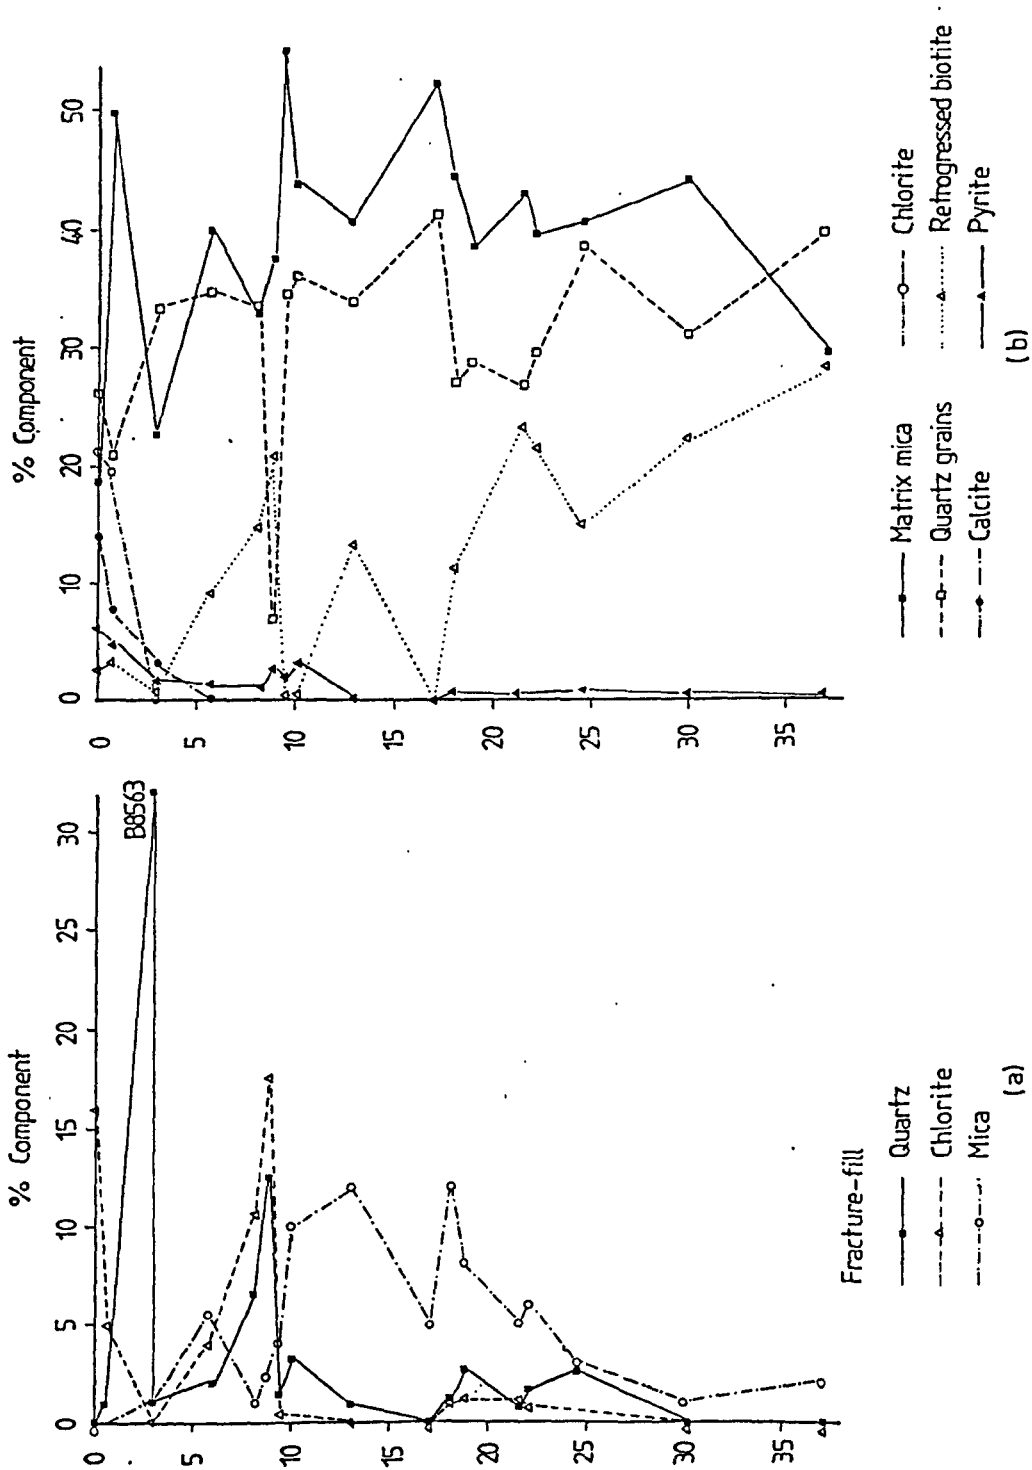 % Component
0
5
10
15
20
25
30
B8563
0
5
10
15
20
25
30
35
Fracture-fill
Quartz
Chlorite
Mica
(a)
% Component
0
10
20
30
40
50
0
5
10
15
20
25
30
35
Matrix mica
Quartz grains
Calcite
Chlorite
Retrogressed biotite
Pyrite
(b)